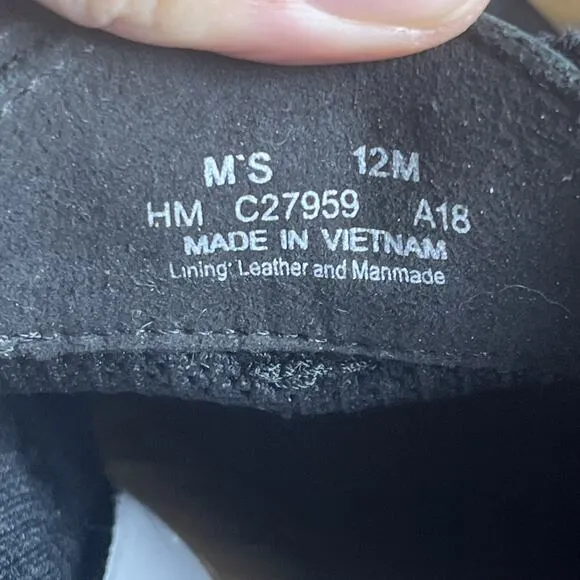 M`S 12M
HM C27959 A18
MADE IN VIETNAM
Lining: Leather and Manmade